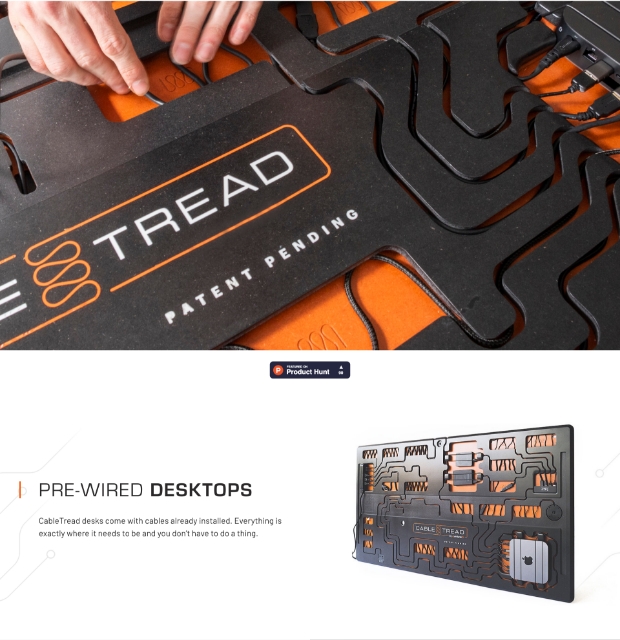 E TREAD
PATENT PENDING
FEATURED ON
Product Hunt
PRE-WIRED DESKTOPS
CableTread desks come with cables already installed. Everything is
exactly where it needs to be and you don't have to do a thing.
CABLE TREAD